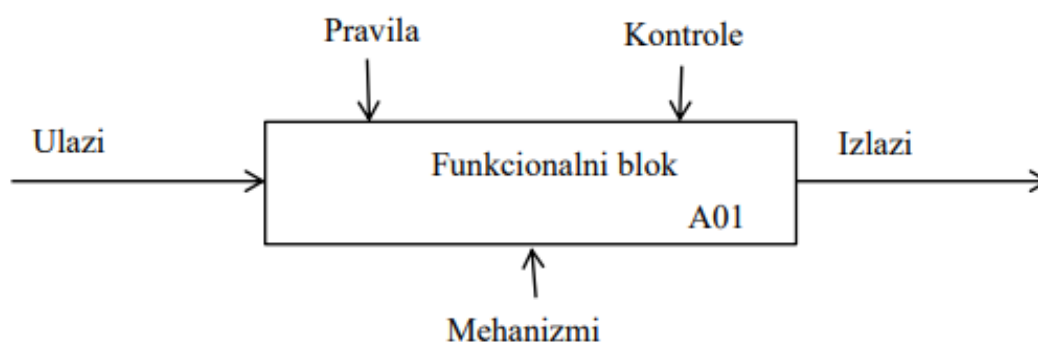 Pravila
Kontrole
Ulazi
Funkcionalni blok
Izlazi
A01
Mehanizmi